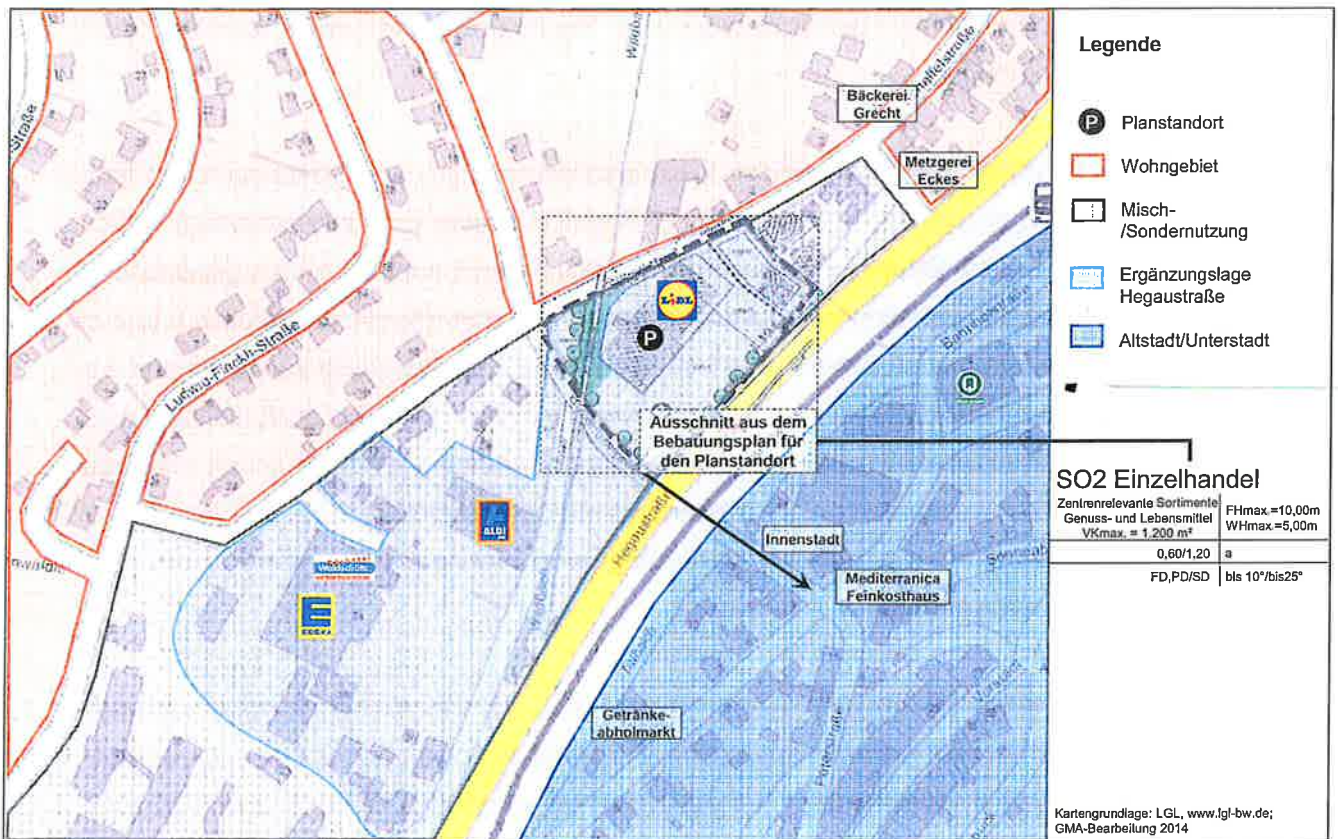 Legende
P
Planstandort
Wohngebiet
Misch-
/Sondernutzung
Ergänzungslage
Hegaustraße
Altstadt/Unterstadt
SO2 Einzelhandel
Zentrenrelevante Sortimente
Genuss- und Lebensmittel
VKmax. = 1.200 m²
FHmax.=10,00m
WHmax=5,00m
0,60/1,20
a
FD,PD/SD
bis 10°/bis25°
Kartengrundlage: LGL, www.lgl-bw.de;
GMA-Bearbeitung 2014
Bäckerei
Grecht
Metzgerei
Eckes
LIDL
P
Ausschnitt aus dem
Bebauungsplan für
den Planstandort
Straße
Ludwig-Finckh-Straße
Hegaustraße
ALDI
E
EDEKA
Innenstadt
Mediterranica
Feinkosthaus
Getränke-
abholmarkt